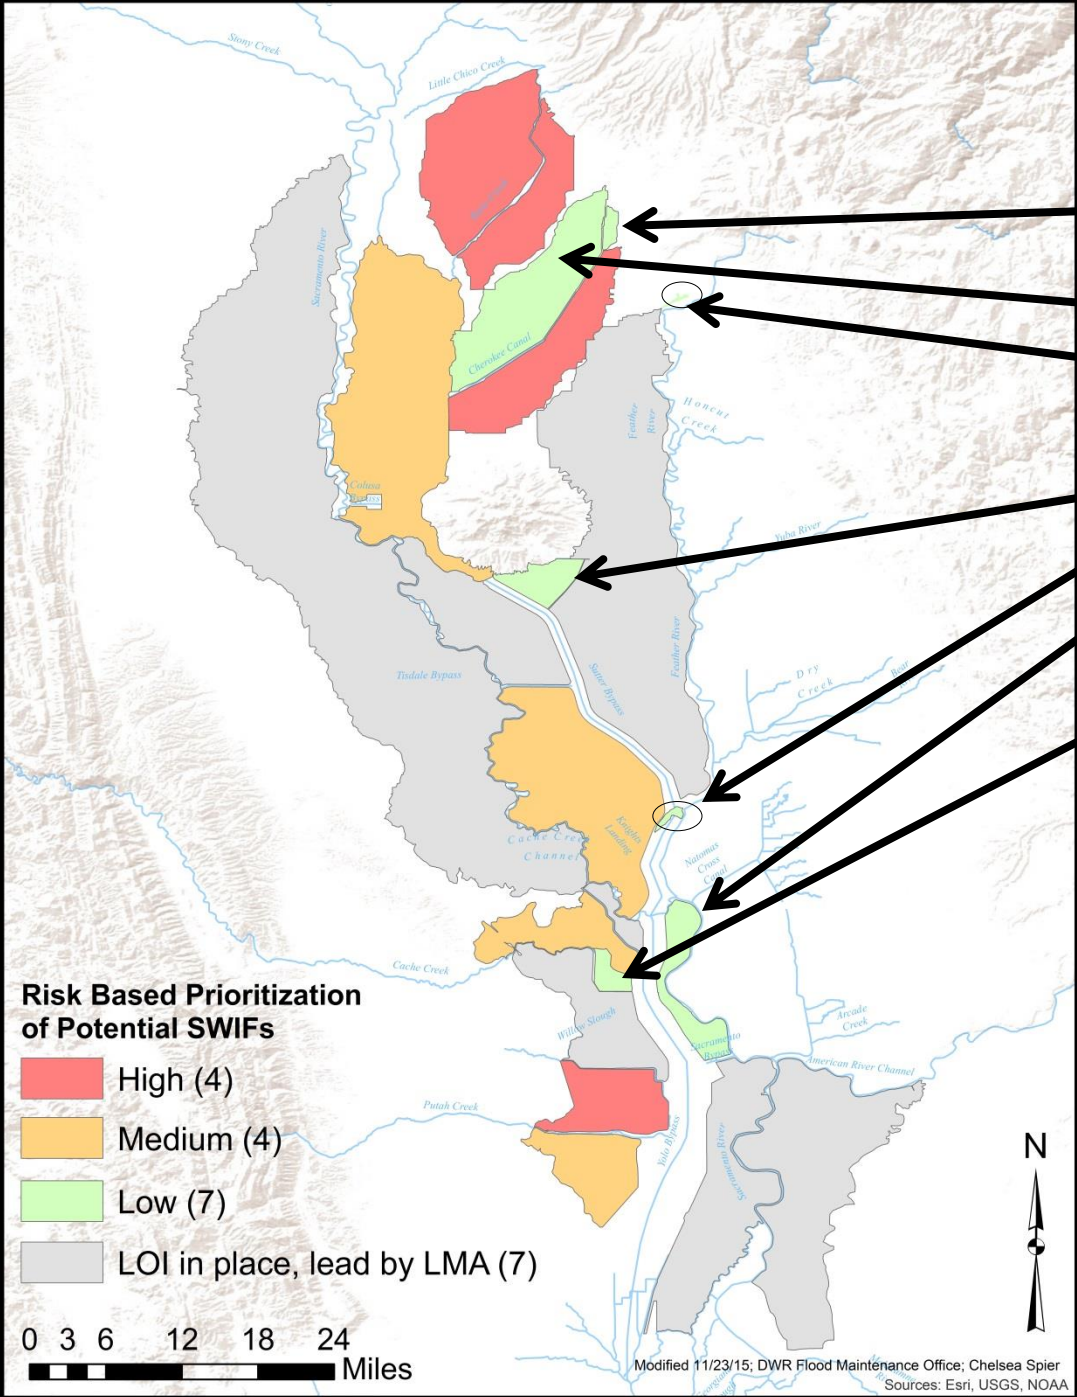 Stony Creek
Little Chico Creek
Sacramento River
Cherokee Canal
Feather
River
Honcut
Creek
Colusa
Bypass
Yuba River
Feather River
Tisdale Bypass
Sutter Bypass
Dry
Creek
Bear
Knights
Landing
Cache Creek
Channel
Natomas
Cross
Canal
Cache Creek
Willow Slough
Sacramento
Bypass
Arcade
Creek
American River Channel
Putah Creek
Yolo Bypass
Sacramento River
Risk Based Prioritization
of Potential SWIFs
High (4)
Medium (4)
Low (7)
LOI in place, lead by LMA (7)
N
0 3 6 12 18 24
Miles
Modified 11/23/15; DWR Flood Maintenance Office; Chelsea Spier
Sources: Esri, USGS, NOAA